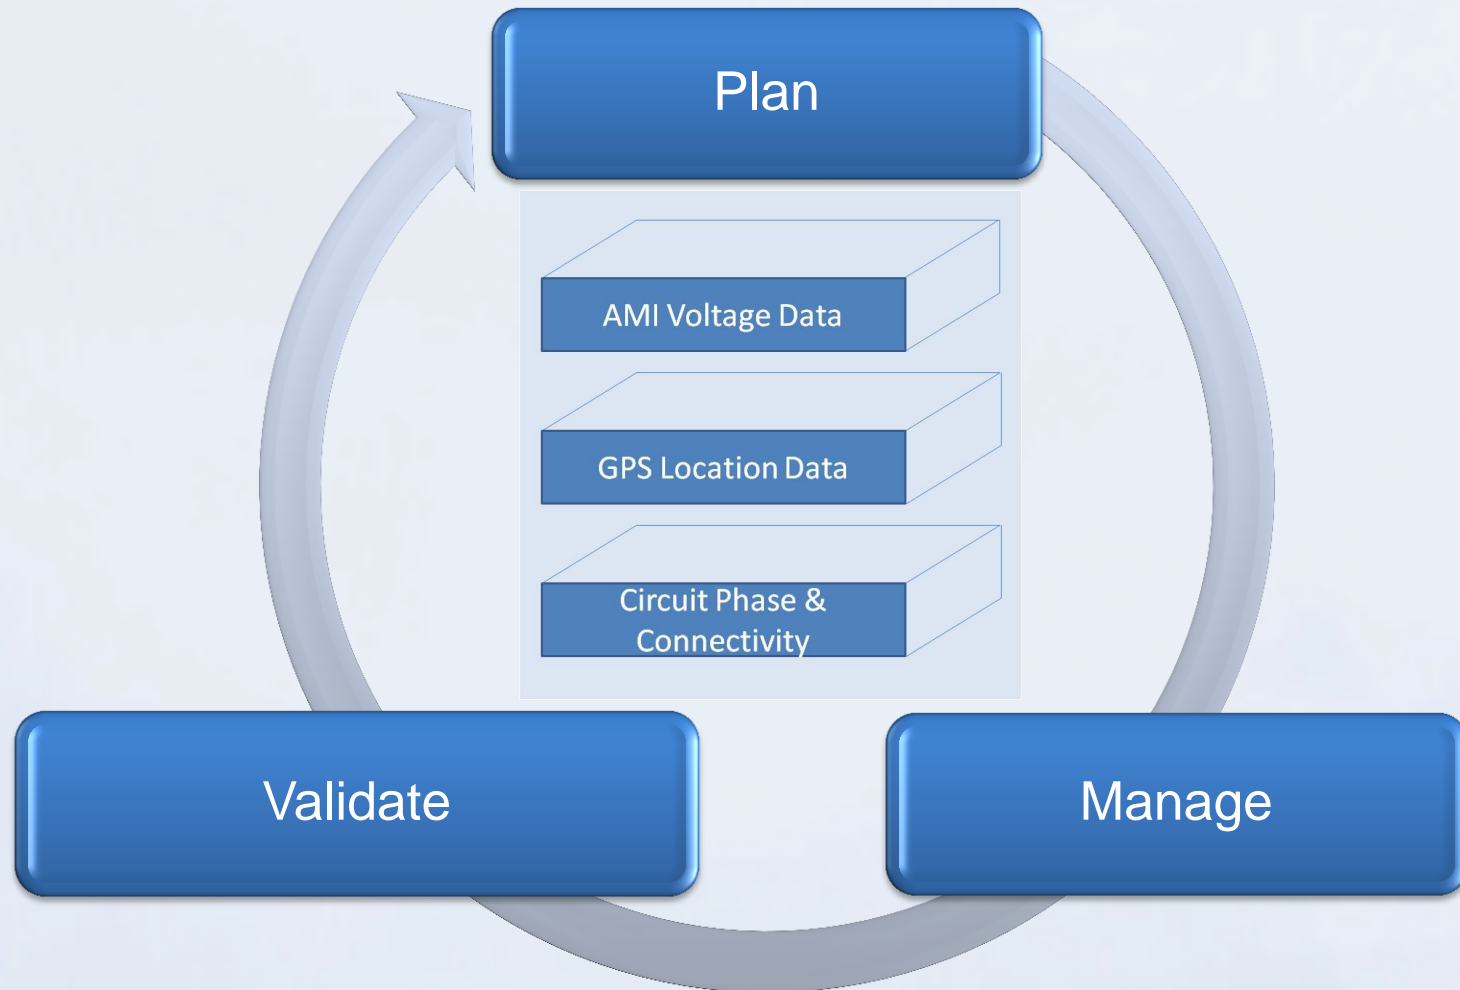 Plan
AMI Voltage Data
GPS Location Data
Circuit Phase &
Connectivity
Validate
Manage